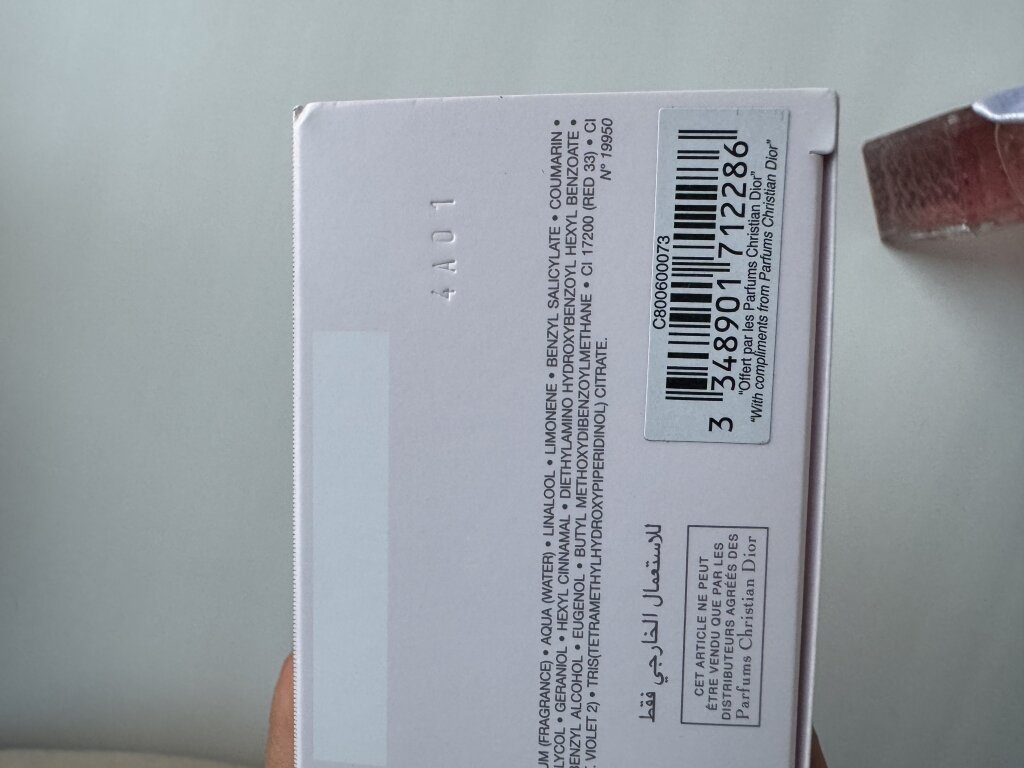 4A01
UM (FRAGRANCE) • AQUA (WATER) • LINALOOL • LIMONENE • BENZYL SALICYLATE • COUMARIN •
LYCOL • GERANIOL • HEXYL CINNAMAL • DIETHYLAMINO HYDROXYBENZOYL HEXYL BENZOATE •
BENZYL ALCOHOL • EUGENOL • BUTYL METHOXYDIBENZOYLMETHANE • CI 17200 (RED 33) • CI
VIOLET 2) • TRIS(TETRAMETHYLHYDROXYPIPERIDINOL) CITRATE.
N° 19950
للاستعمال الخارجي فقط
CET ARTICLE NE PEUT
ÊTRE VENDU QUE PAR LES
DISTRIBUTEURS AGRÉÉS DES
Parfums Christian Dior
C800600073
3 348901 712286
"Offert par les Parfums Christian Dior"
"With compliments from Parfums Christian Dior"